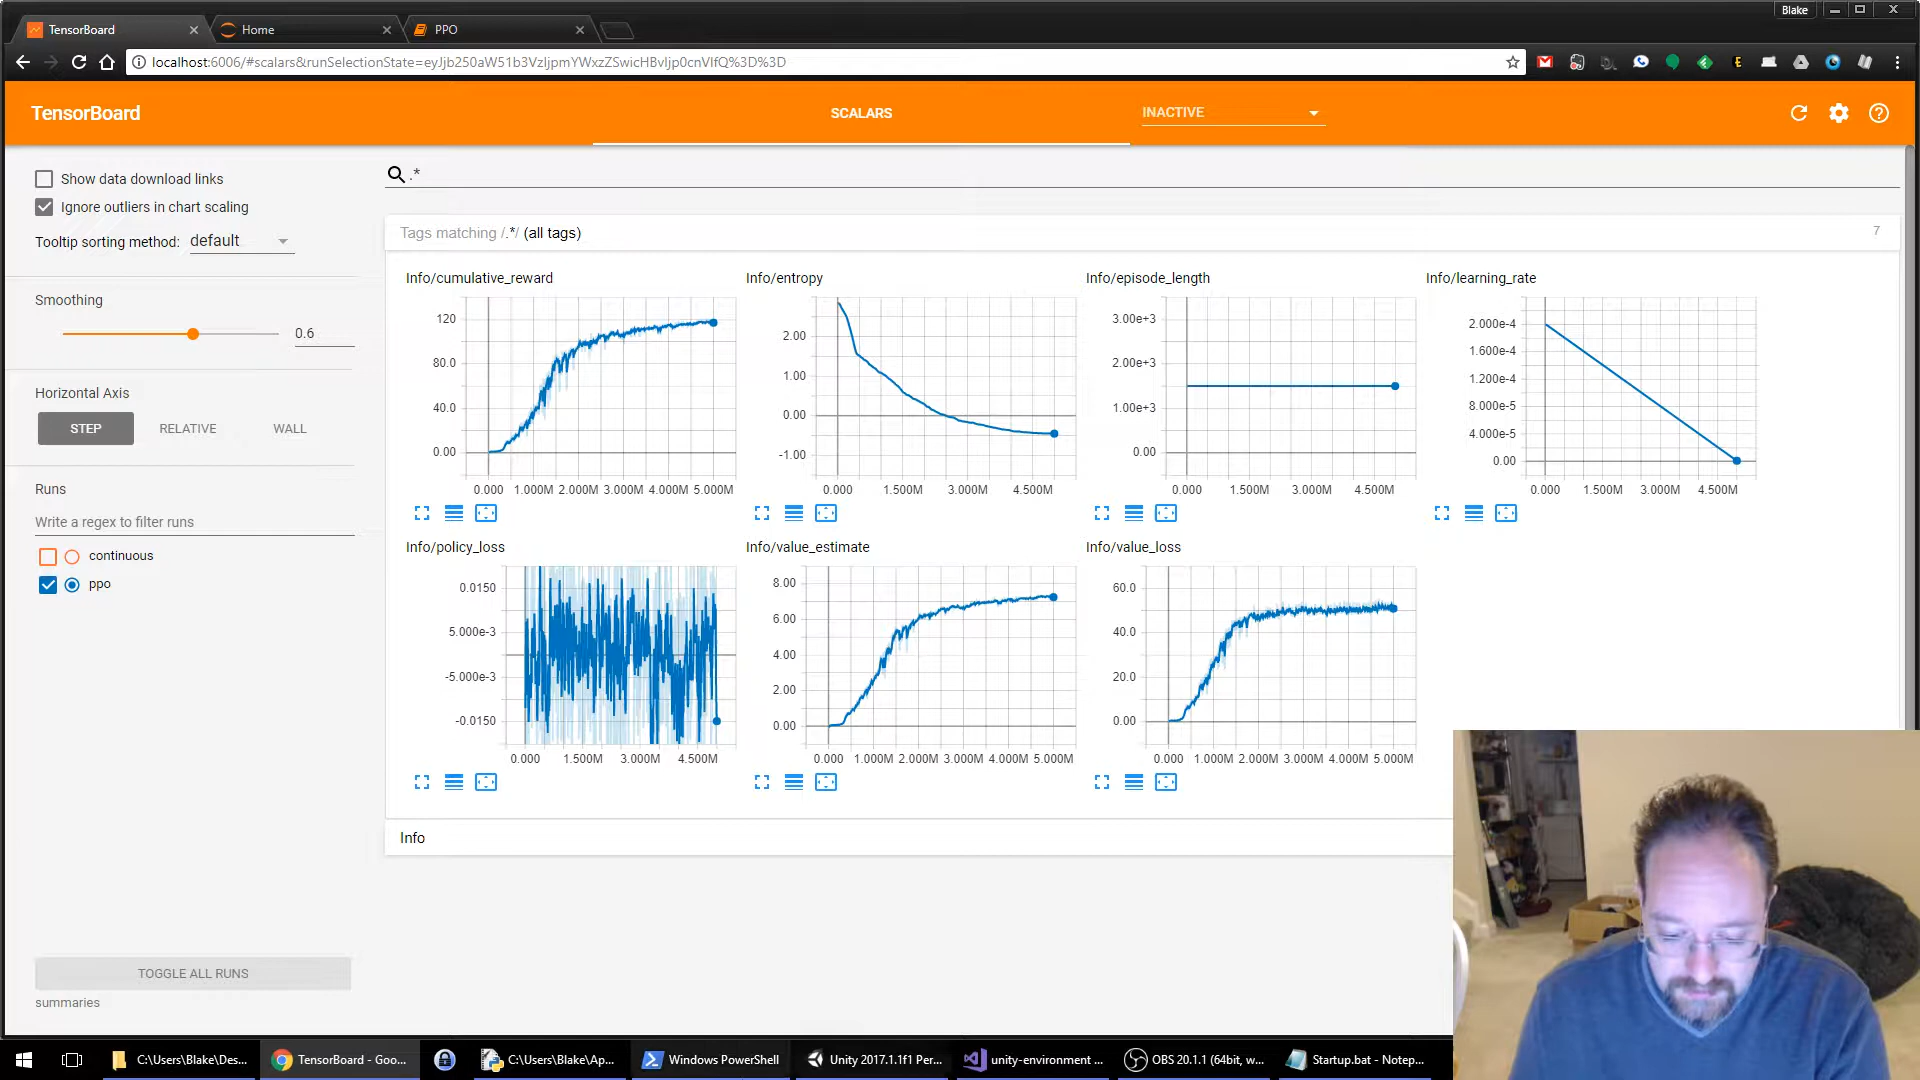 Blake
TensorBoard
Home
PPO
localhost:6006/#scalars&runSelectionState=eyJjb250aW51b3VzIjpmYWxzZSwicHBvIjp0cnVlfQ%3D%3D
TensorBoard
SCALARS
INACTIVE
Show data download links
Ignore outliers in chart scaling
Tooltip sorting method: default
Smoothing
0.6
Horizontal Axis
STEP RELATIVE WALL
Runs
Write a regex to filter runs
continuous
ppo
TOGGLE ALL RUNS
summaries
.*
Tags matching /.*/ (all tags)
7
Info/cumulative_reward
120
80.0
40.0
0.00
0.000 1.000M 2.000M 3.000M 4.000M 5.000M
Info/entropy
2.00
1.00
0.00
-1.00
0.000 1.500M 3.000M 4.500M
Info/episode_length
3.00e+3
2.00e+3
1.00e+3
0.00
0.000 1.500M 3.000M 4.500M
Info/learning_rate
2.000e-4
1.600e-4
1.200e-4
8.000e-5
4.000e-5
0.00
0.000 1.500M 3.000M 4.500M
Info/policy_loss
0.0150
5.000e-3
-5.000e-3
-0.0150
0.000 1.500M 3.000M 4.500M
Info/value_estimate
8.00
6.00
4.00
2.00
0.00
0.000 1.000M 2.000M 3.000M 4.000M 5.000M
Info/value_loss
60.0
40.0
20.0
0.00
0.000 1.000M 2.000M 3.000M 4.000M 5.000M
Info
C:\Users\Blake\Des...
TensorBoard - Goo...
C:\Users\Blake\Ap...
Windows PowerShell
Unity 2017.1.1f1 Per...
unity-environment ...
OBS 20.1.1 (64bit, w...
Startup.bat - Notep...